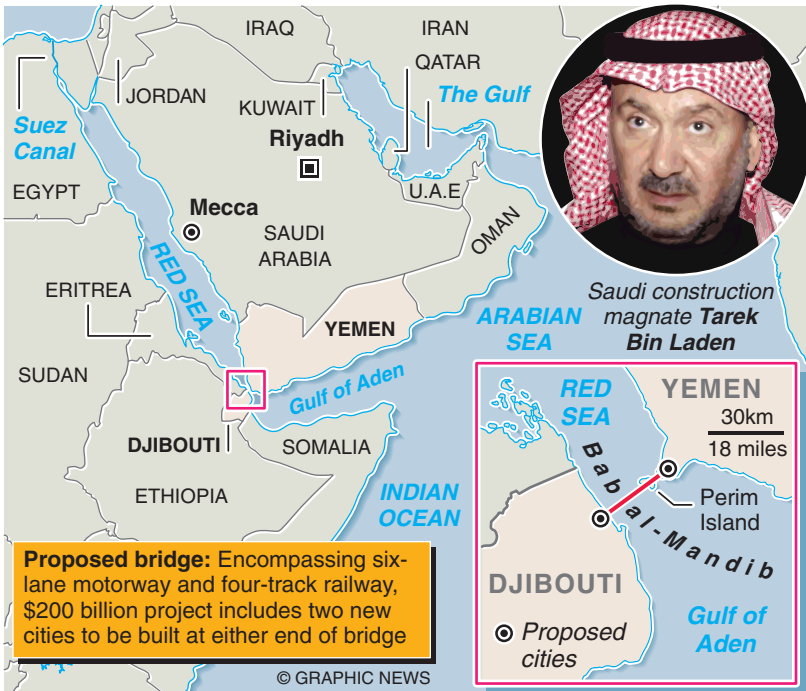 IRAQ
IRAN
QATAR
JORDAN
KUWAIT
The Gulf
Suez
Canal
Riyadh
EGYPT
U.A.E
Mecca
SAUDI
ARABIA
OMAN
RED SEA
ERITREA
YEMEN
ARABIAN
SEA
Saudi construction
magnate Tarek
Bin Laden
SUDAN
Gulf of Aden
DJIBOUTI
SOMALIA
ETHIOPIA
INDIAN
OCEAN
RED
SEA
YEMEN
30km
18 miles
Bab al-Mandib
Perim
Island
DJIBOUTI
Gulf of
Aden
Proposed
cities
Proposed bridge: Encompassing six-
lane motorway and four-track railway,
$200 billion project includes two new
cities to be built at either end of bridge
© GRAPHIC NEWS